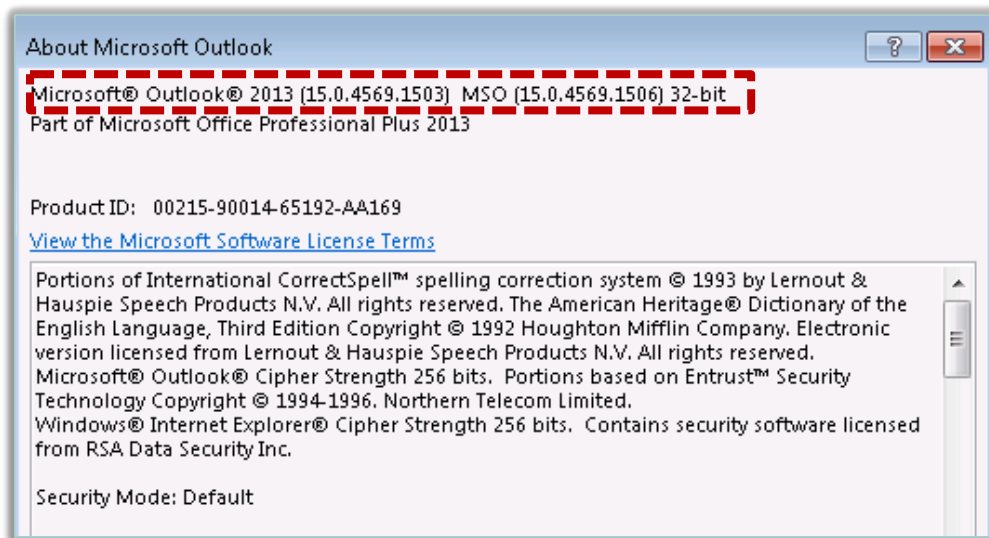 About Microsoft Outlook
Microsoft® Outlook® 2013 (15.0.4569.1503) MSO (15.0.4569.1506) 32-bit
Part of Microsoft Office Professional Plus 2013
Product ID: 00215-90014-65192-AA169
View the Microsoft Software License Terms
Portions of International CorrectSpell™ spelling correction system © 1993 by Lernout &
Hauspie Speech Products N.V. All rights reserved. The American Heritage® Dictionary of the
English Language, Third Edition Copyright © 1992 Houghton Mifflin Company. Electronic
version licensed from Lernout & Hauspie Speech Products N.V. All rights reserved.
Microsoft® Outlook® Cipher Strength 256 bits. Portions based on Entrust™ Security
Technology Copyright © 1994-1996. Northern Telecom Limited.
Windows® Internet Explorer® Cipher Strength 256 bits. Contains security software licensed
from RSA Data Security Inc.
Security Mode: Default